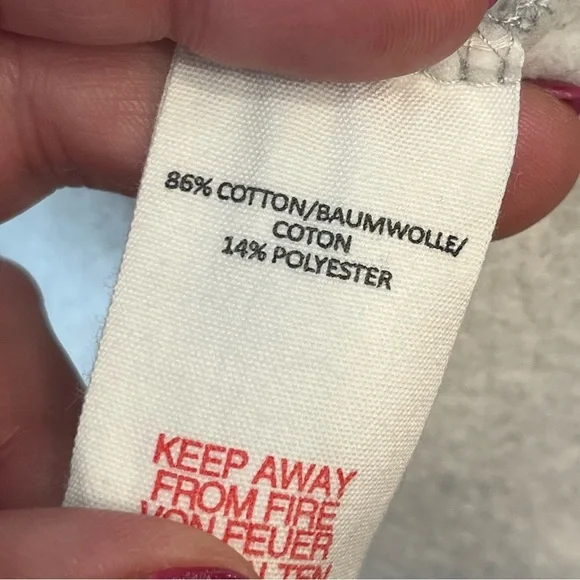 86% COTTON/BAUMWOLLE/
COTON
14% POLYESTER
KEEP AWAY
FROM FIRE
VON FEUER